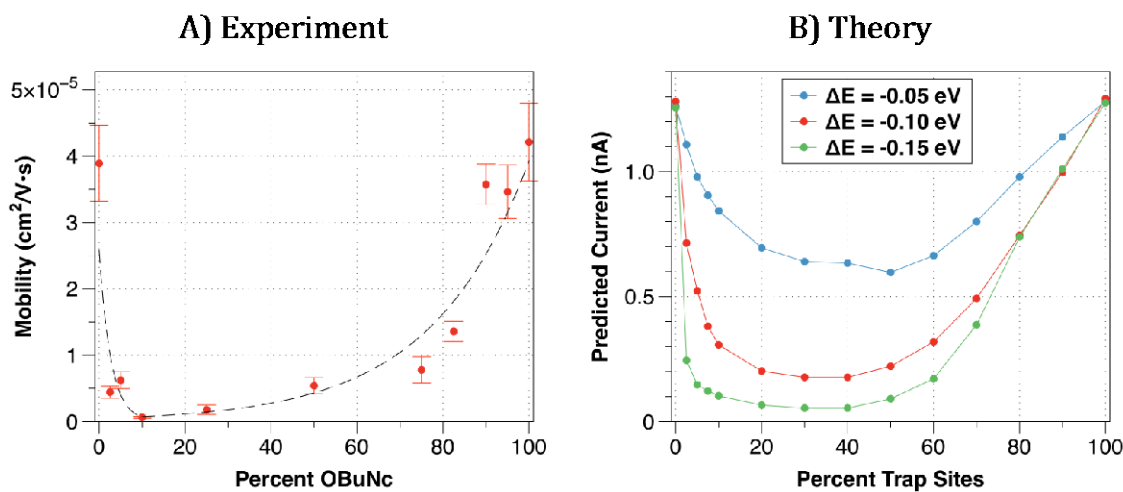 A) Experiment
5×10⁻⁵
4
3
2
1
0
Mobility (cm²/V·s)
0 20 40 60 80 100
Percent OBuNc
B) Theory
ΔE = -0.05 eV
ΔE = -0.10 eV
ΔE = -0.15 eV
1.0
0.5
0
Predicted Current (nA)
0 20 40 60 80 100
Percent Trap Sites